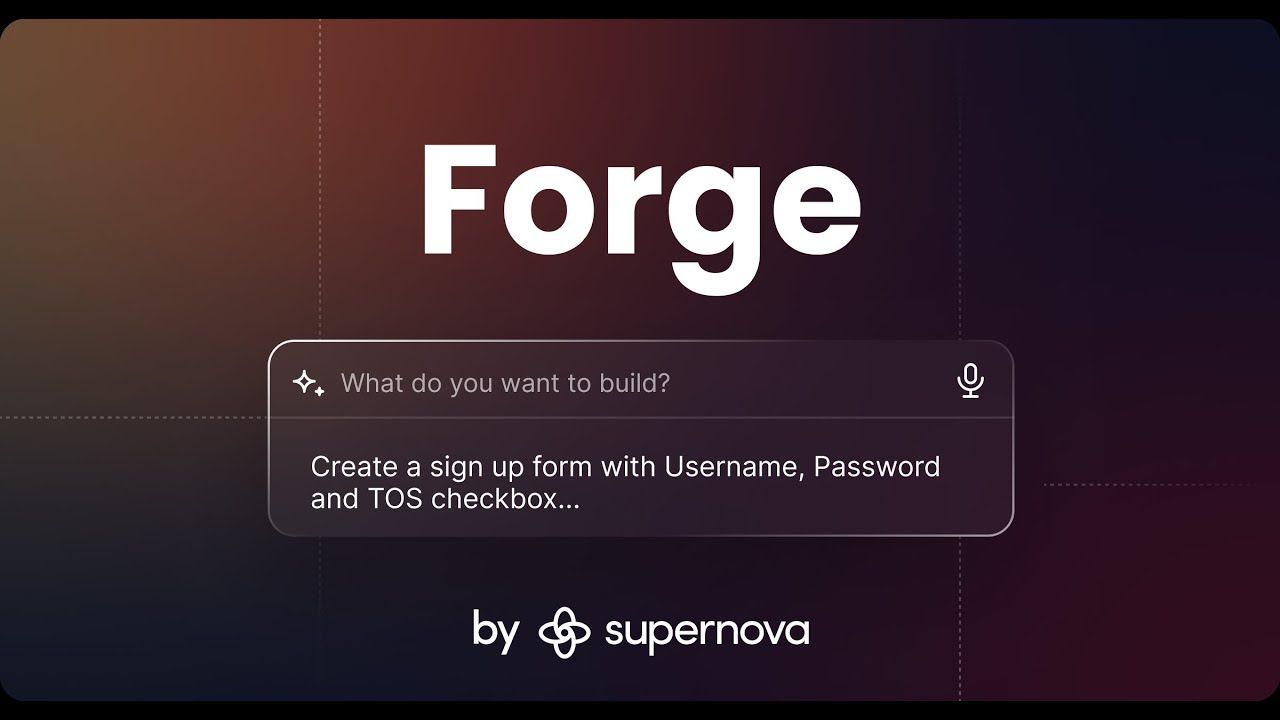 Forge
What do you want to build?
Create a sign up form with Username, Password
and TOS checkbox...
by supernova